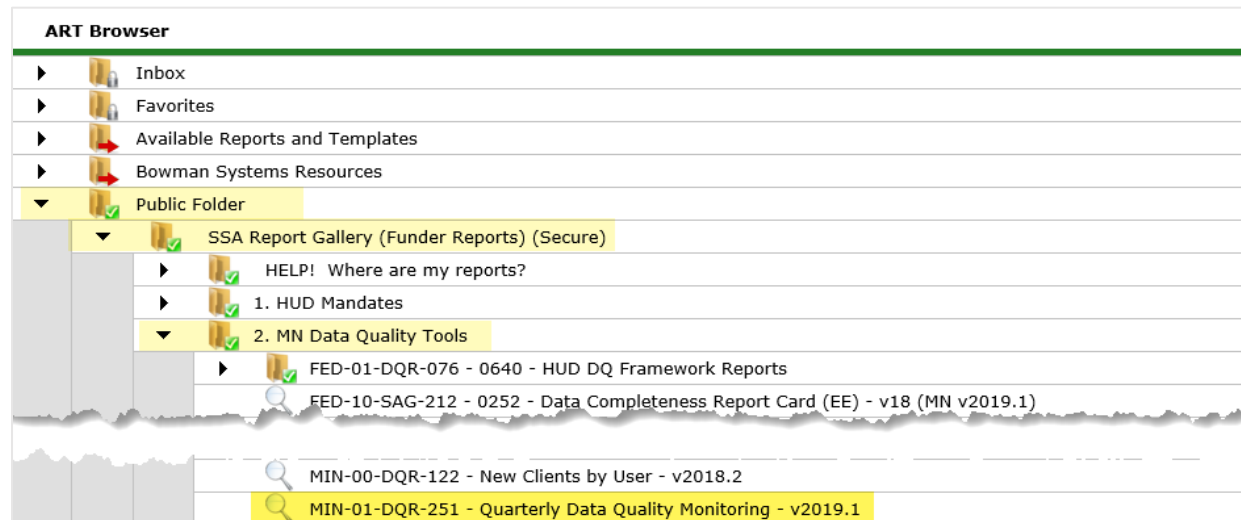 ART Browser
Inbox
Favorites
Available Reports and Templates
Bowman Systems Resources
Public Folder
SSA Report Gallery (Funder Reports) (Secure)
HELP! Where are my reports?
1. HUD Mandates
2. MN Data Quality Tools
FED-01-DQR-076 - 0640 - HUD DQ Framework Reports
FED-10-SAG-212 - 0252 - Data Completeness Report Card (EE) - v18 (MN v2019.1)
MIN-00-DQR-122 - New Clients by User - v2018.2
MIN-01-DQR-251 - Quarterly Data Quality Monitoring - v2019.1